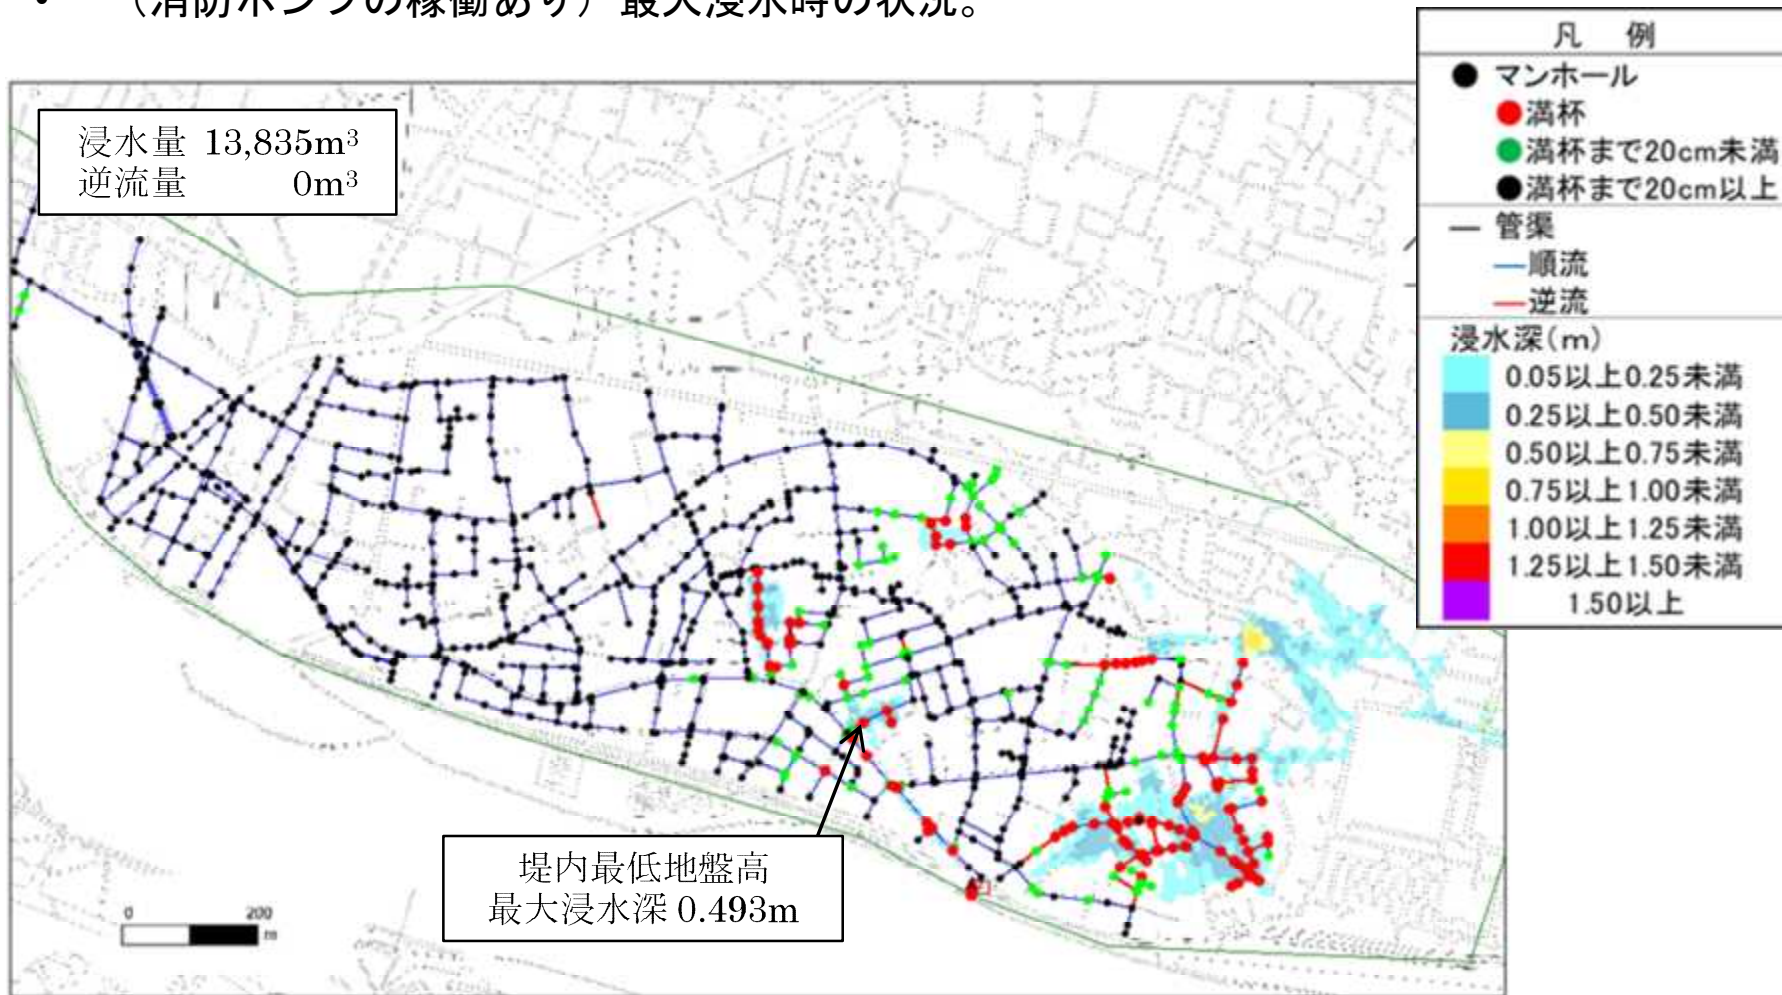 • （消防ポンプの稼働あり）最大浸水時の状況。
浸水量 13,835m³
逆流量 0m³
凡 例
マンホール
満杯
満杯まで20cm未満
満杯まで20cm以上
管渠
順流
逆流
浸水深(m)
0.05以上0.25未満
0.25以上0.50未満
0.50以上0.75未満
0.75以上1.00未満
1.00以上1.25未満
1.25以上1.50未満
1.50以上
堤内最低地盤高
最大浸水深 0.493m
0 200
m